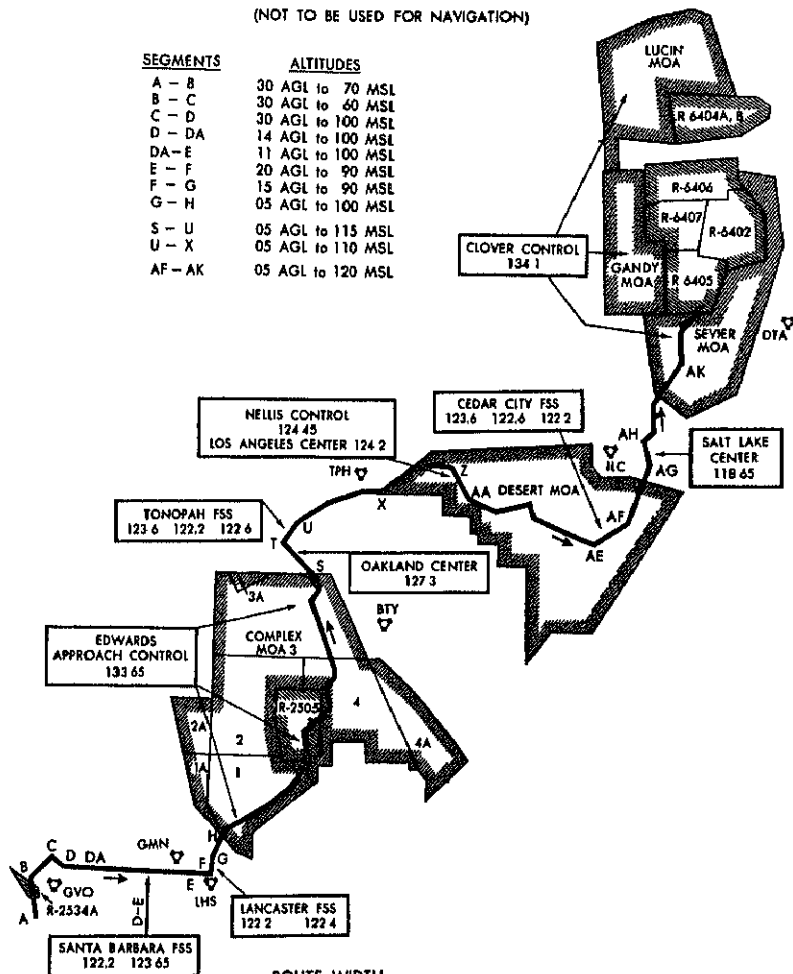 (NOT TO BE USED FOR NAVIGATION)
SEGMENTS ALTITUDES
A - B 30 AGL to 70 MSL
B - C 30 AGL to 60 MSL
C - D 30 AGL to 100 MSL
D - DA 14 AGL to 100 MSL
DA - E 11 AGL to 100 MSL
E - F 20 AGL to 90 MSL
F - G 15 AGL to 90 MSL
G - H 05 AGL to 100 MSL
S - U 05 AGL to 115 MSL
U - X 05 AGL to 110 MSL
AF - AK 05 AGL to 120 MSL
LUCIN
MOA
R 6404A, B
R-6406
R-6407
R-6402
CLOVER CONTROL
134 1
GANDY
MOA
R 6405
SEVIER
MOA
DTA
AK
NELLIS CONTROL
124 45
LOS ANGELES CENTER 124 2
CEDAR CITY FSS
123.6 122.6 122 2
AH
ILC
AG
SALT LAKE
CENTER
118 65
TPH
Z
AA
DESERT MOA
X
AF
AE
TONOPAH FSS
123 6 122.2 122 6
U
T
S
OAKLAND CENTER
127 3
3A
BTY
EDWARDS
APPROACH CONTROL
133 65
COMPLEX
MOA 3
R-2505
4
4A
2A
2
1A
1
H
GMN
C
D DA
B
F
G
E
GVO
R-2534A
A
LHS
D-E
LANCASTER FSS
122 2 122 4
SANTA BARBARA FSS
122.2 123 65
ROUTE WIDTH